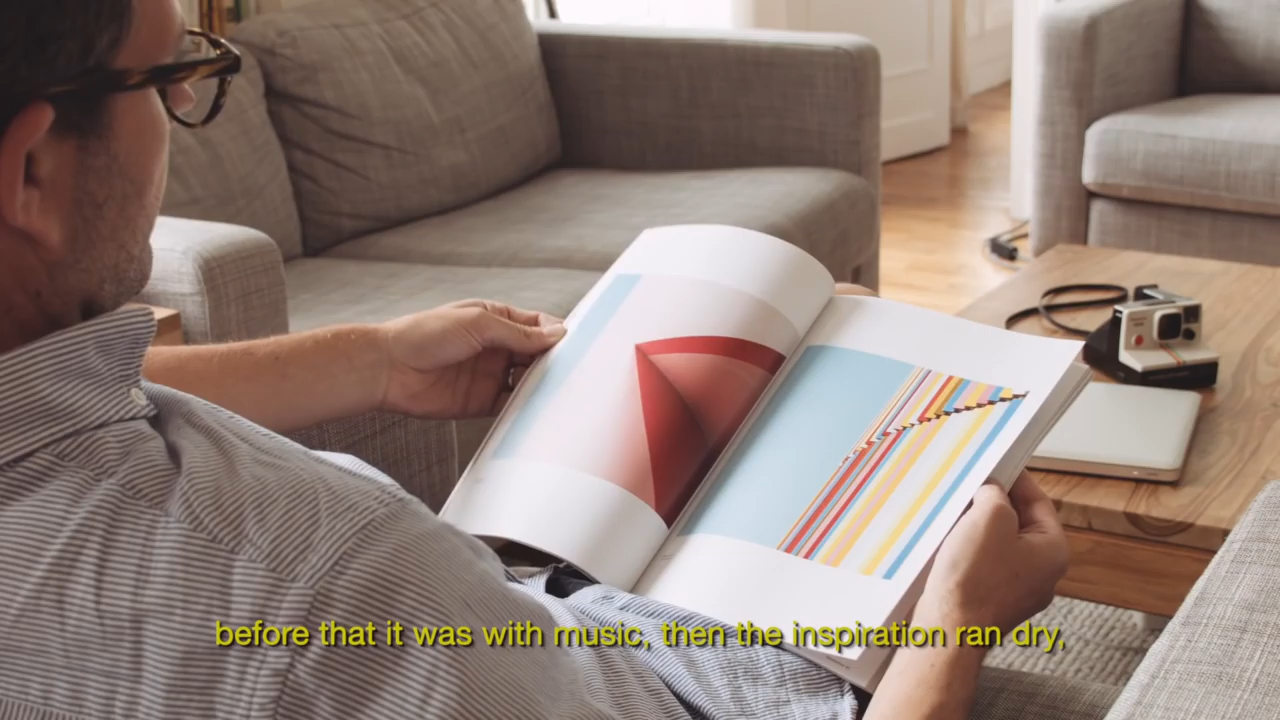 before that it was with music, then the inspiration ran dry,